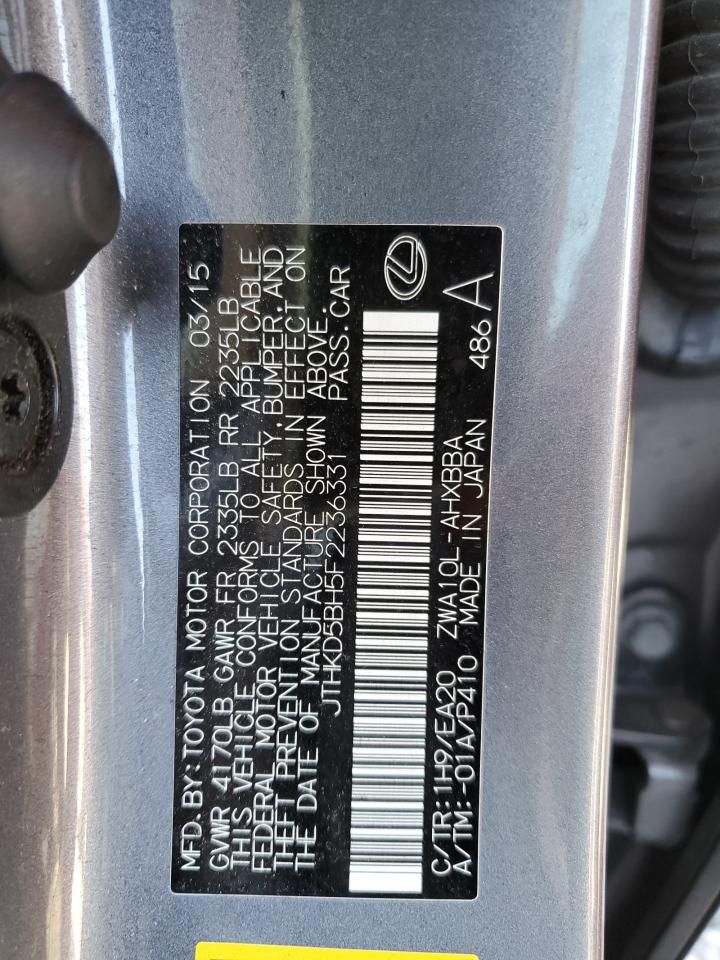 MFD. BY: TOYOTA MOTOR CORPORATION 03/15
GVWR 4170LB GAWR FR 2335LB RR 2235LB
THIS VEHICLE CONFORMS TO ALL APPLICABLE
FEDERAL MOTOR VEHICLE SAFETY, BUMPER, AND
THEFT PREVENTION STANDARDS IN EFFECT ON
THE DATE OF MANUFACTURE SHOWN ABOVE.
JTHKD5BH5F2236331 PASS. CAR
C/TR: 1H9/EA20 ZWA10L-AHXBBA
A/TM: -01A/P410 MADE IN JAPAN 486 A